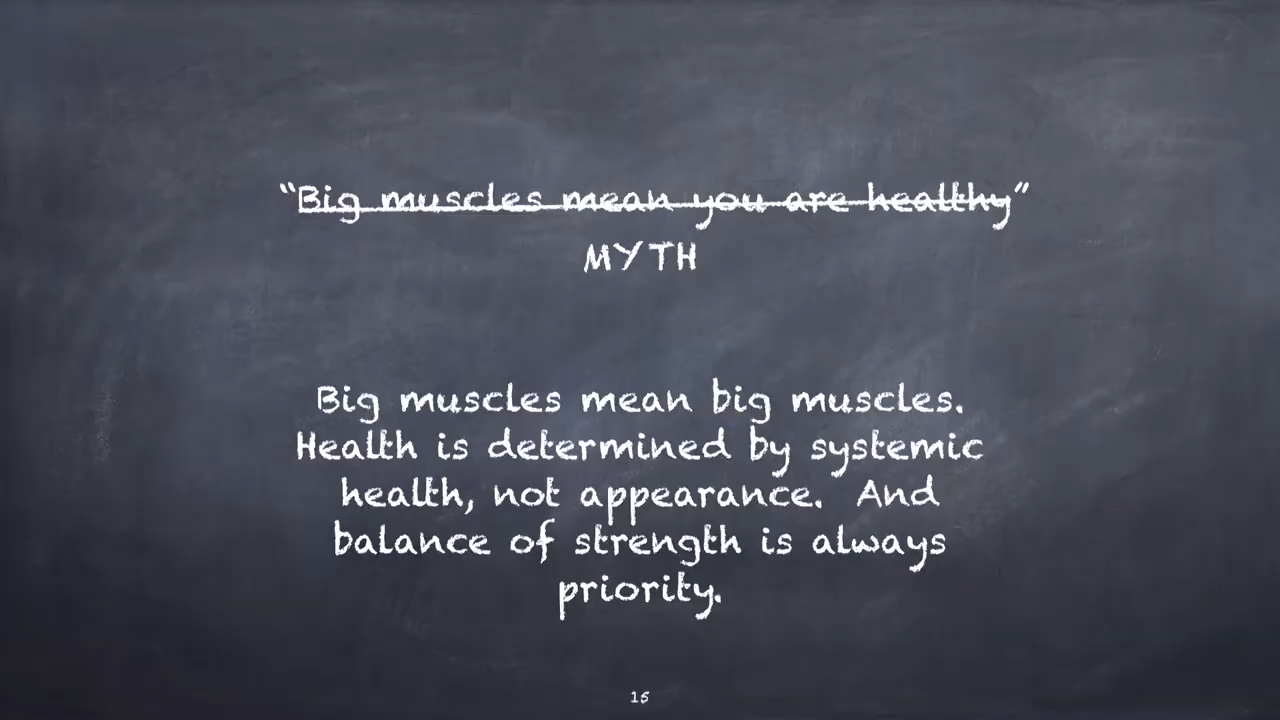 “Big muscles mean you are healthy”
MYTH
Big muscles mean big muscles.
Health is determined by systemic
health, not appearance.  And
balance of strength is always
priority.
15